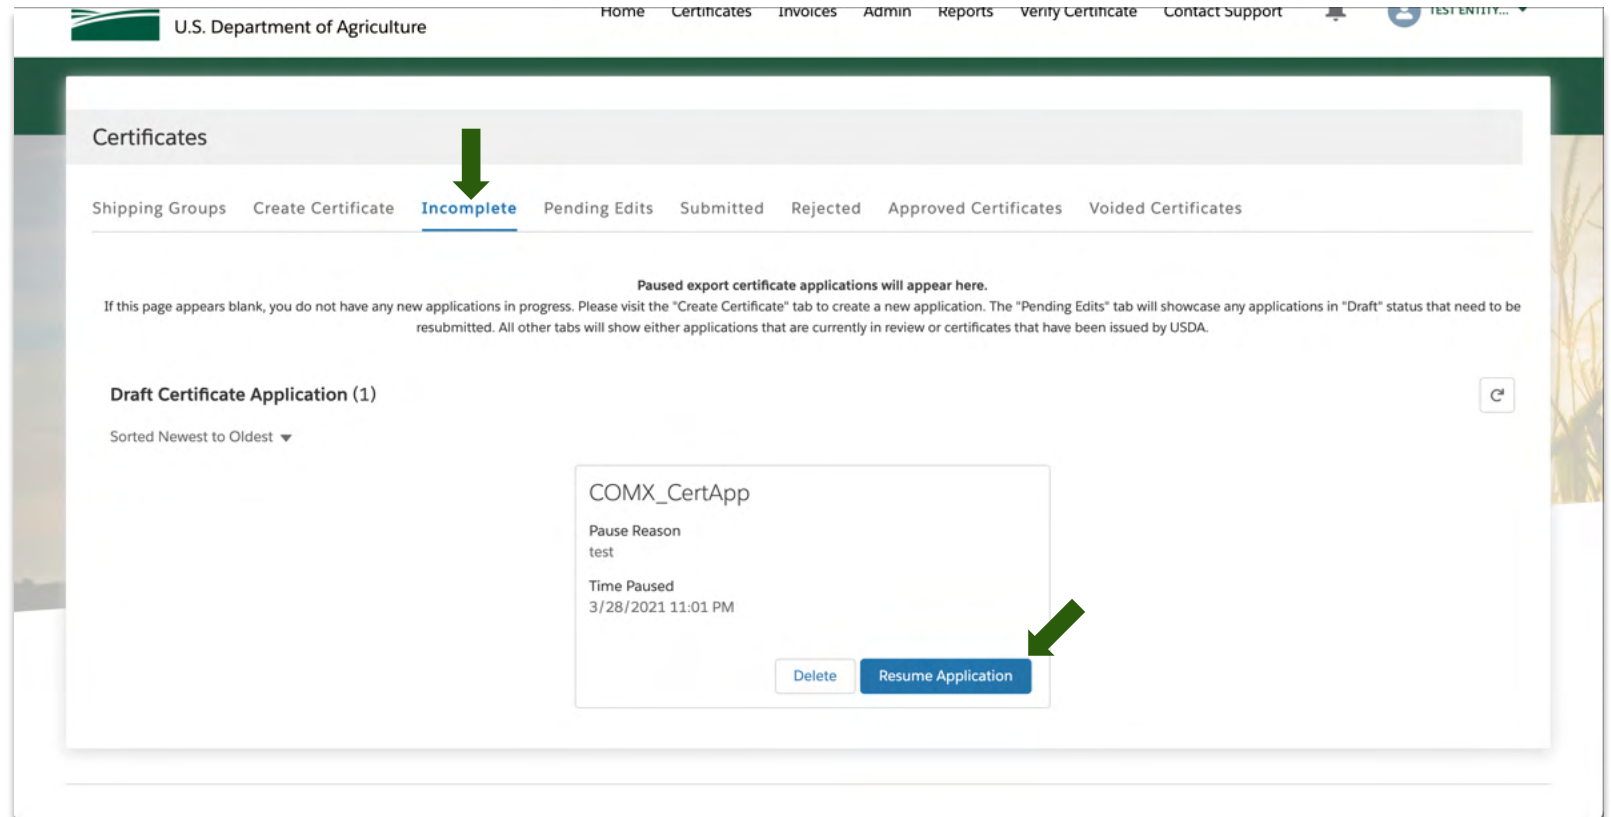 U.S. Department of Agriculture
Home Certificates Invoices Admin Reports Verify Certificate Contact Support TEST ENTITY...
Certificates
Shipping Groups Create Certificate Incomplete Pending Edits Submitted Rejected Approved Certificates Voided Certificates
Paused export certificate applications will appear here.
If this page appears blank, you do not have any new applications in progress. Please visit the "Create Certificate" tab to create a new application. The "Pending Edits" tab will showcase any applications in "Draft" status that need to be
resubmitted. All other tabs will show either applications that are currently in review or certificates that have been issued by USDA.
Draft Certificate Application (1)
Sorted Newest to Oldest
COMX_CertApp
Pause Reason
test
Time Paused
3/28/2021 11:01 PM
Delete Resume Application